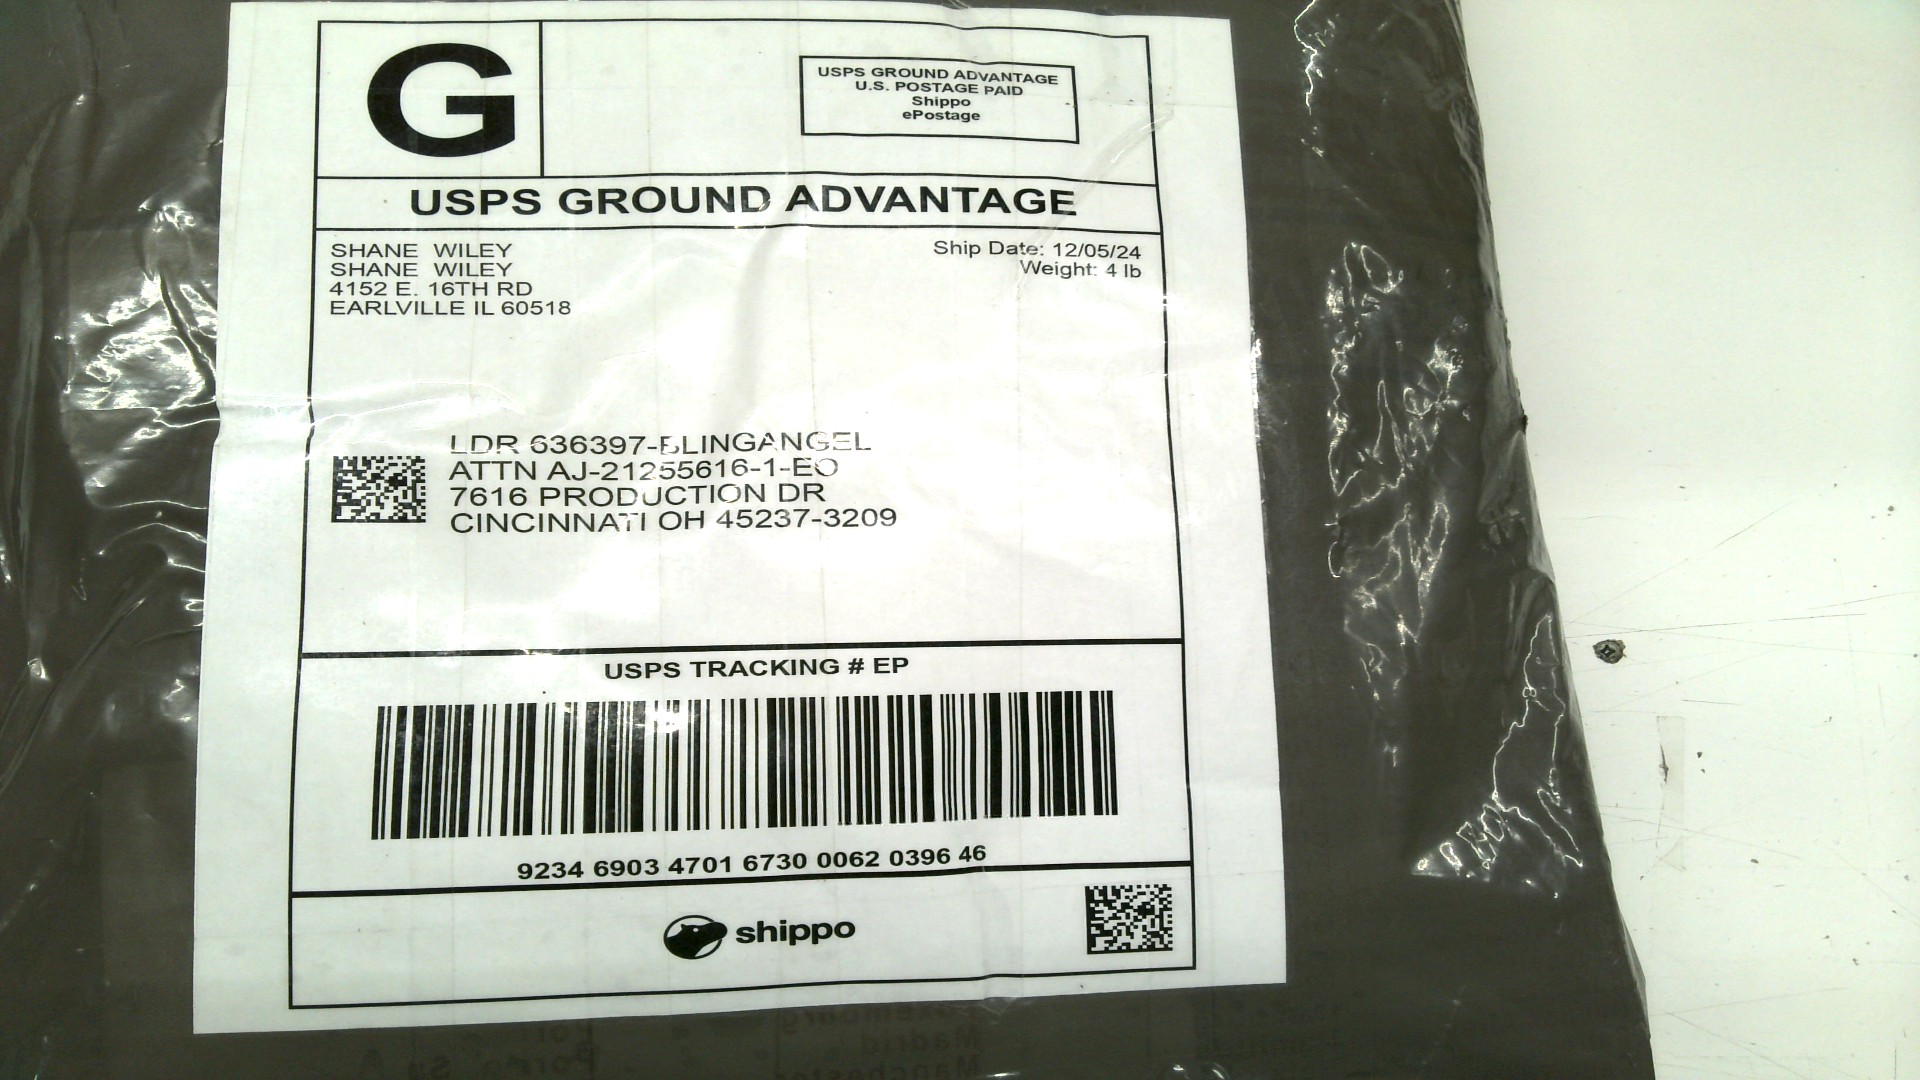 G
USPS GROUND ADVANTAGE
U.S. POSTAGE PAID
Shippo
ePostage
USPS GROUND ADVANTAGE
SHANE WILEY
SHANE WILEY
4152 E. 16TH RD
EARLVILLE IL 60518
Ship Date: 12/05/24
Weight: 4 lb
LDR 636397-BLINGANGEL
ATTN AJ-21255616-1-EO
7616 PRODUCTION DR
CINCINNATI OH 45237-3209
USPS TRACKING # EP
9234 6903 4701 6730 0062 0396 46
shippo
Madrid
Manchester